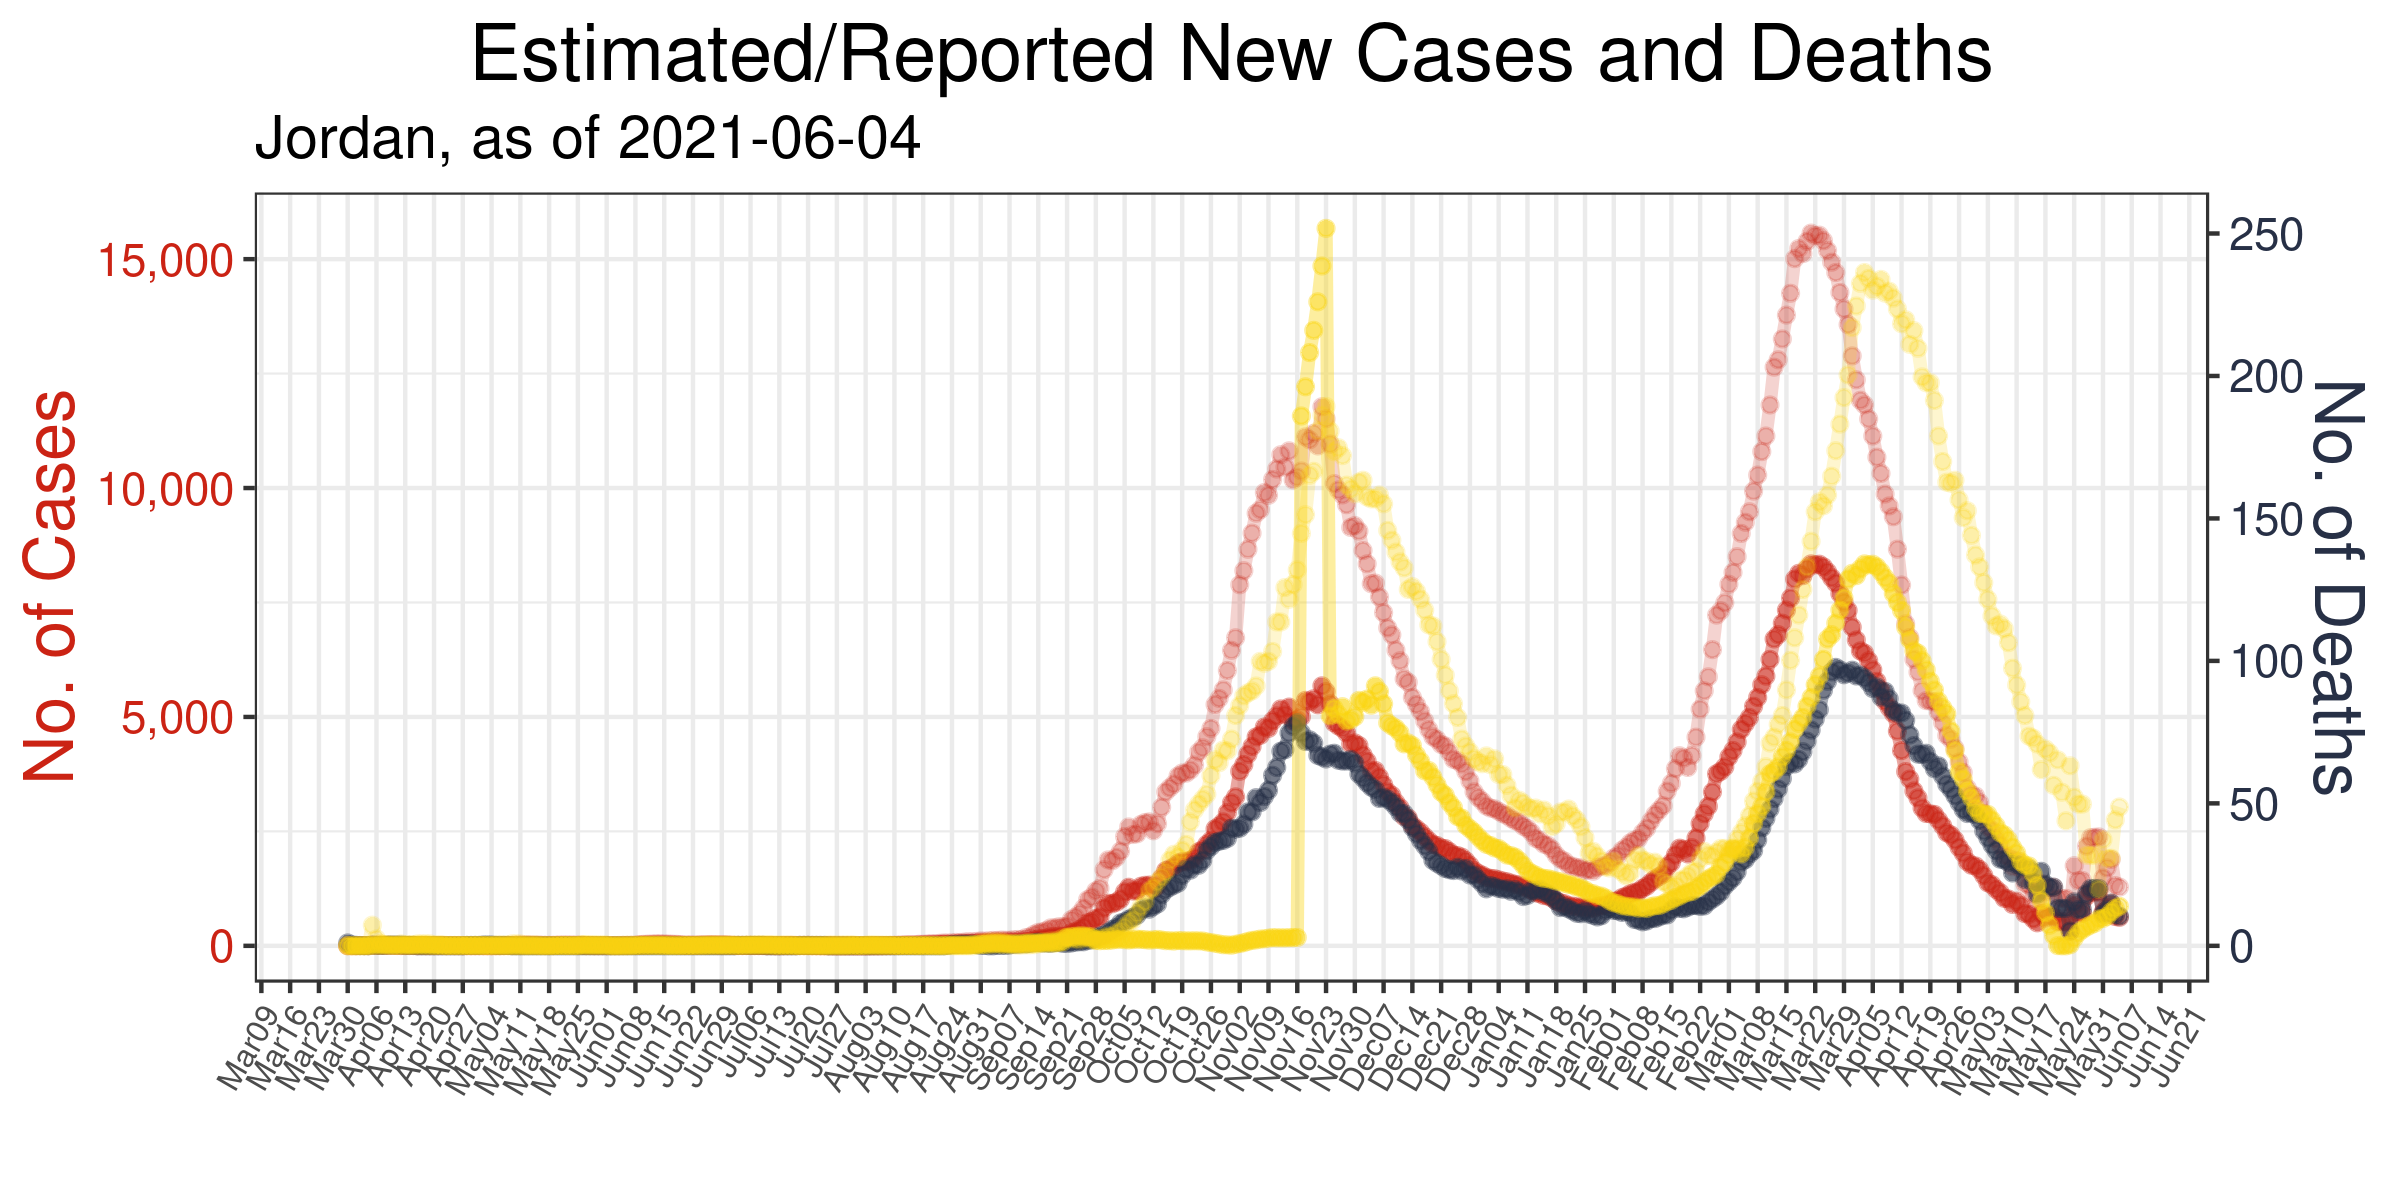 Estimated/Reported New Cases and Deaths
Jordan, as of 2021-06-04
No. of Cases
15,000
10,000
5,000
0
250
200
150
100
50
0
No. of Deaths
Mar09
Mar16
Mar23
Mar30
Apr06
Apr13
Apr20
Apr27
May04
May11
May18
May25
Jun01
Jun08
Jun15
Jun22
Jun29
Jul06
Jul13
Jul20
Jul27
Aug03
Aug10
Aug17
Aug24
Aug31
Sep07
Sep14
Sep21
Sep28
Oct05
Oct12
Oct19
Oct26
Nov02
Nov09
Nov16
Nov23
Nov30
Dec07
Dec14
Dec21
Dec28
Jan04
Jan11
Jan18
Jan25
Feb01
Feb08
Feb15
Feb22
Mar01
Mar08
Mar15
Mar22
Mar29
Apr05
Apr12
Apr19
Apr26
May03
May10
May17
May24
May31
Jun07
Jun14
Jun21